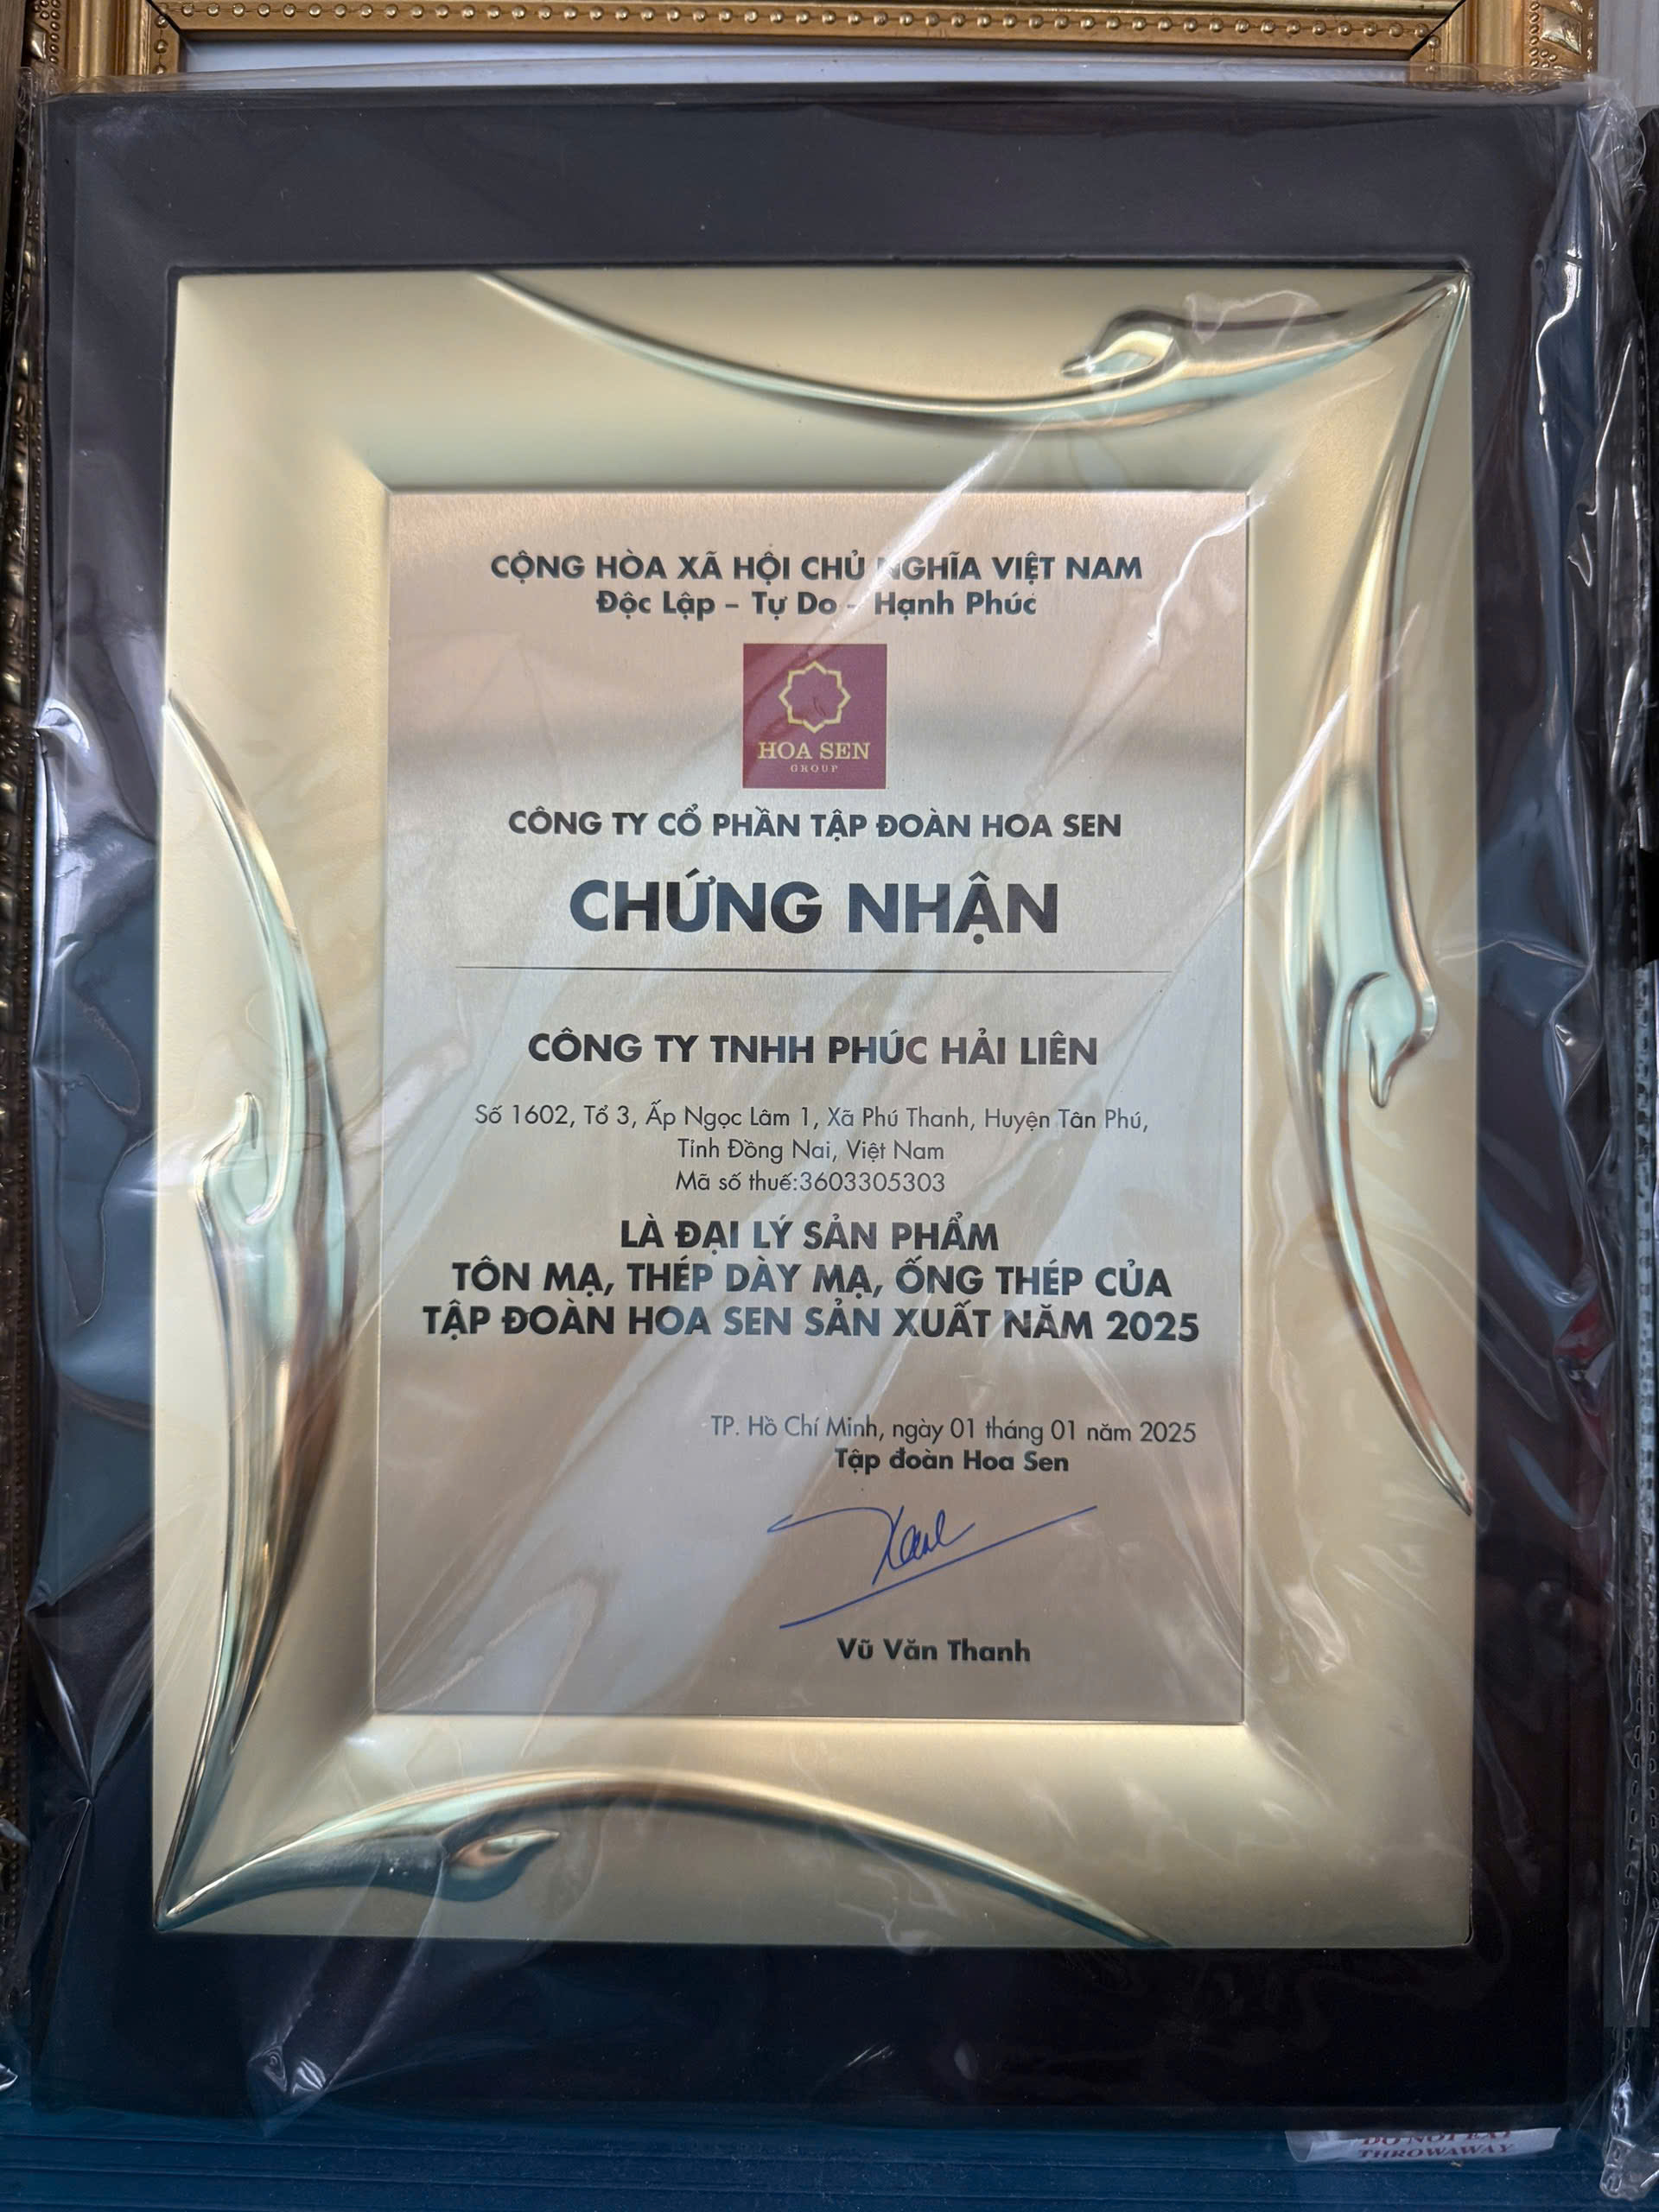 CỘNG HÒA XÃ HỘI CHỦ NGHĨA VIỆT NAM
Độc Lập – Tự Do – Hạnh Phúc
HOA SEN
GROUP
CÔNG TY CỔ PHẦN TẬP ĐOÀN HOA SEN
CHỨNG NHẬN
CÔNG TY TNHH PHÚC HẢI LIÊN
Số 1602, Tổ 3, Ấp Ngọc Lâm 1, Xã Phú Thanh, Huyện Tân Phú,
Tỉnh Đồng Nai, Việt Nam
Mã số thuế:3603305303
LÀ ĐẠI LÝ SẢN PHẨM
TÔN MẠ, THÉP DÀY MẠ, ỐNG THÉP CỦA
TẬP ĐOÀN HOA SEN SẢN XUẤT NĂM 2025
TP. Hồ Chí Minh, ngày 01 tháng 01 năm 2025
Tập đoàn Hoa Sen
Vũ Văn Thanh
DO NOT EAT
THROWAWAY